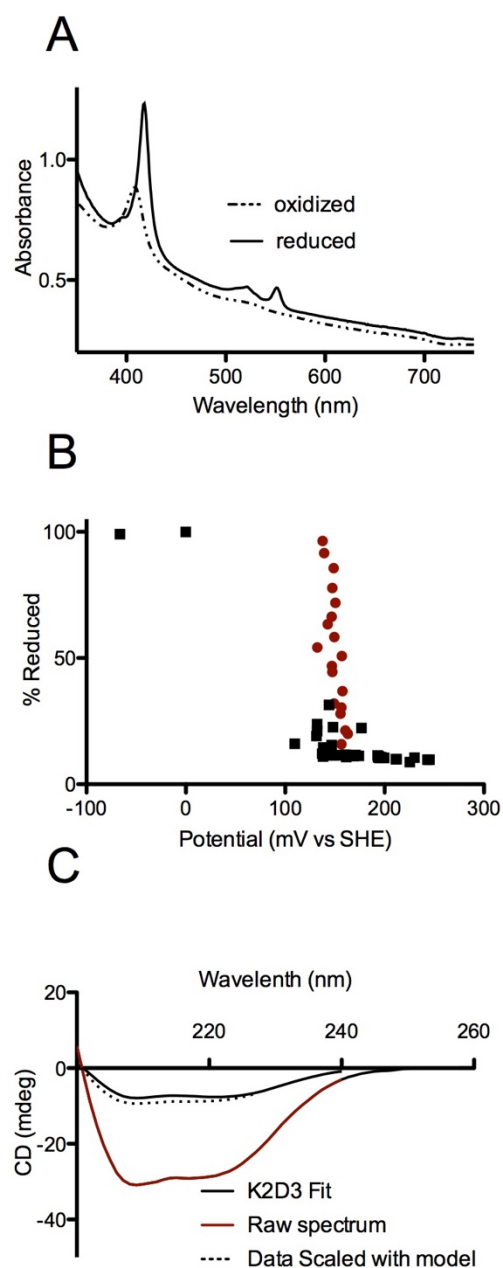 A
1.0
0.5
Absorbance
oxidized
reduced
400 500 600 700
Wavelength (nm)
B
100
50
0
% Reduced
-100 0 100 200 300
Potential (mV vs SHE)
C
Wavelenth (nm)
20
0
-20
-40
220 240 260
CD (mdeg)
K2D3 Fit
Raw spectrum
Data Scaled with model